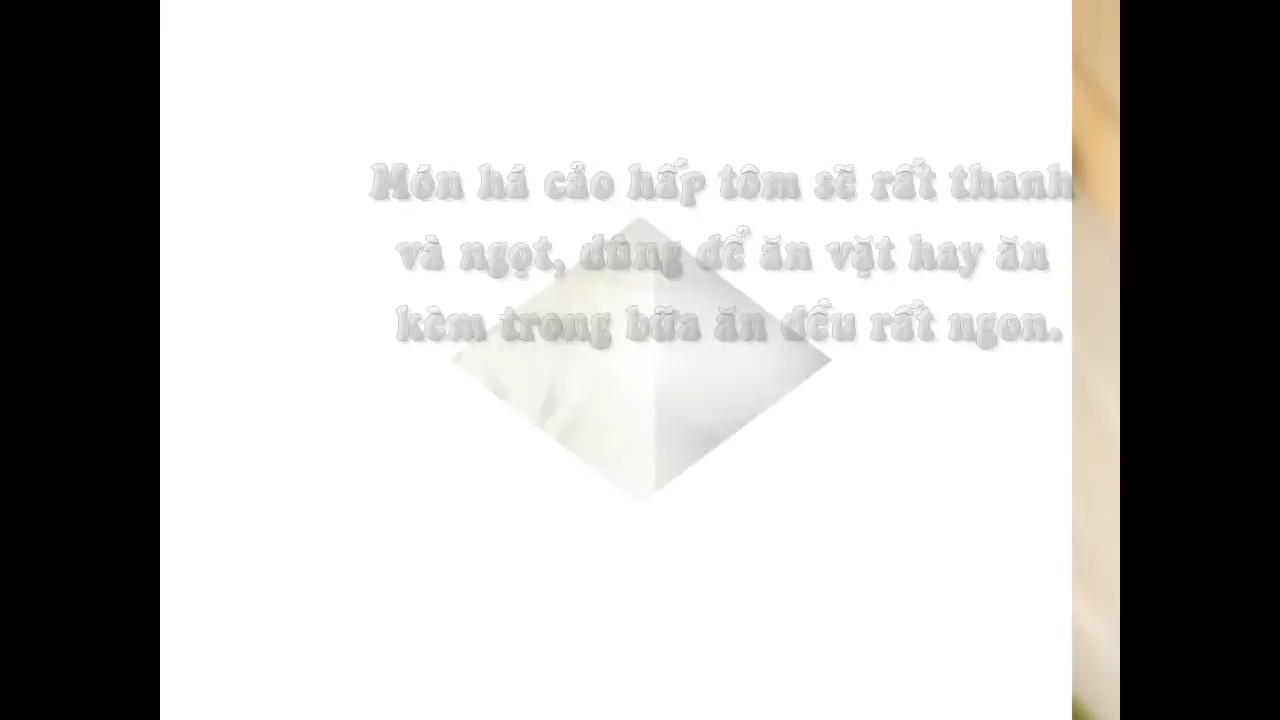 Món há cảo hấp tôm sẽ rất thanh
và ngọt, dùng để ăn vặt hay ăn
kèm trong bữa ăn đều rất ngon.